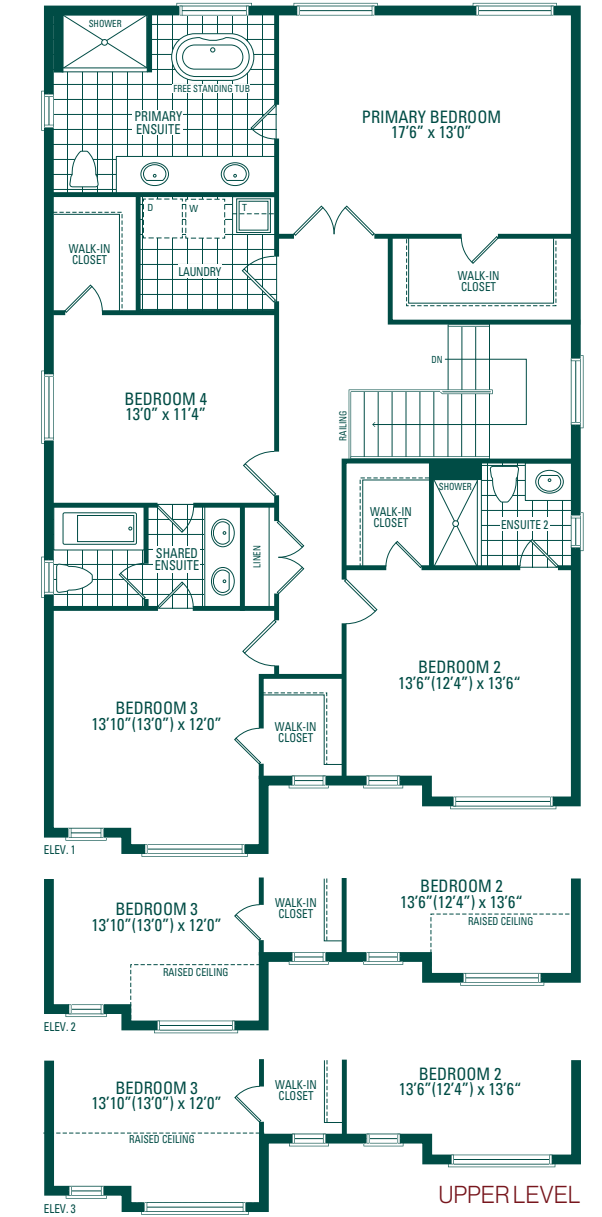 SHOWER
FREE STANDING TUB
PRIMARY
ENSUITE
PRIMARY BEDROOM
17'6" x 13'0"
D
W
T
WALK-IN
CLOSET
LAUNDRY
WALK-IN
CLOSET
DN
BEDROOM 4
13'0" x 11'4"
RAILING
SHOWER
WALK-IN
CLOSET
ENSUITE 2
SHARED
ENSUITE
LINEN
BEDROOM 2
13'6"(12'4") x 13'6"
BEDROOM 3
13'10"(13'0") x 12'0"
WALK-IN
CLOSET
ELEV. 1
BEDROOM 3
13'10"(13'0") x 12'0"
WALK-IN
CLOSET
BEDROOM 2
13'6"(12'4") x 13'6"
RAISED CEILING
RAISED CEILING
ELEV. 2
BEDROOM 3
13'10"(13'0") x 12'0"
WALK-IN
CLOSET
BEDROOM 2
13'6"(12'4") x 13'6"
RAISED CEILING
ELEV. 3
UPPER LEVEL